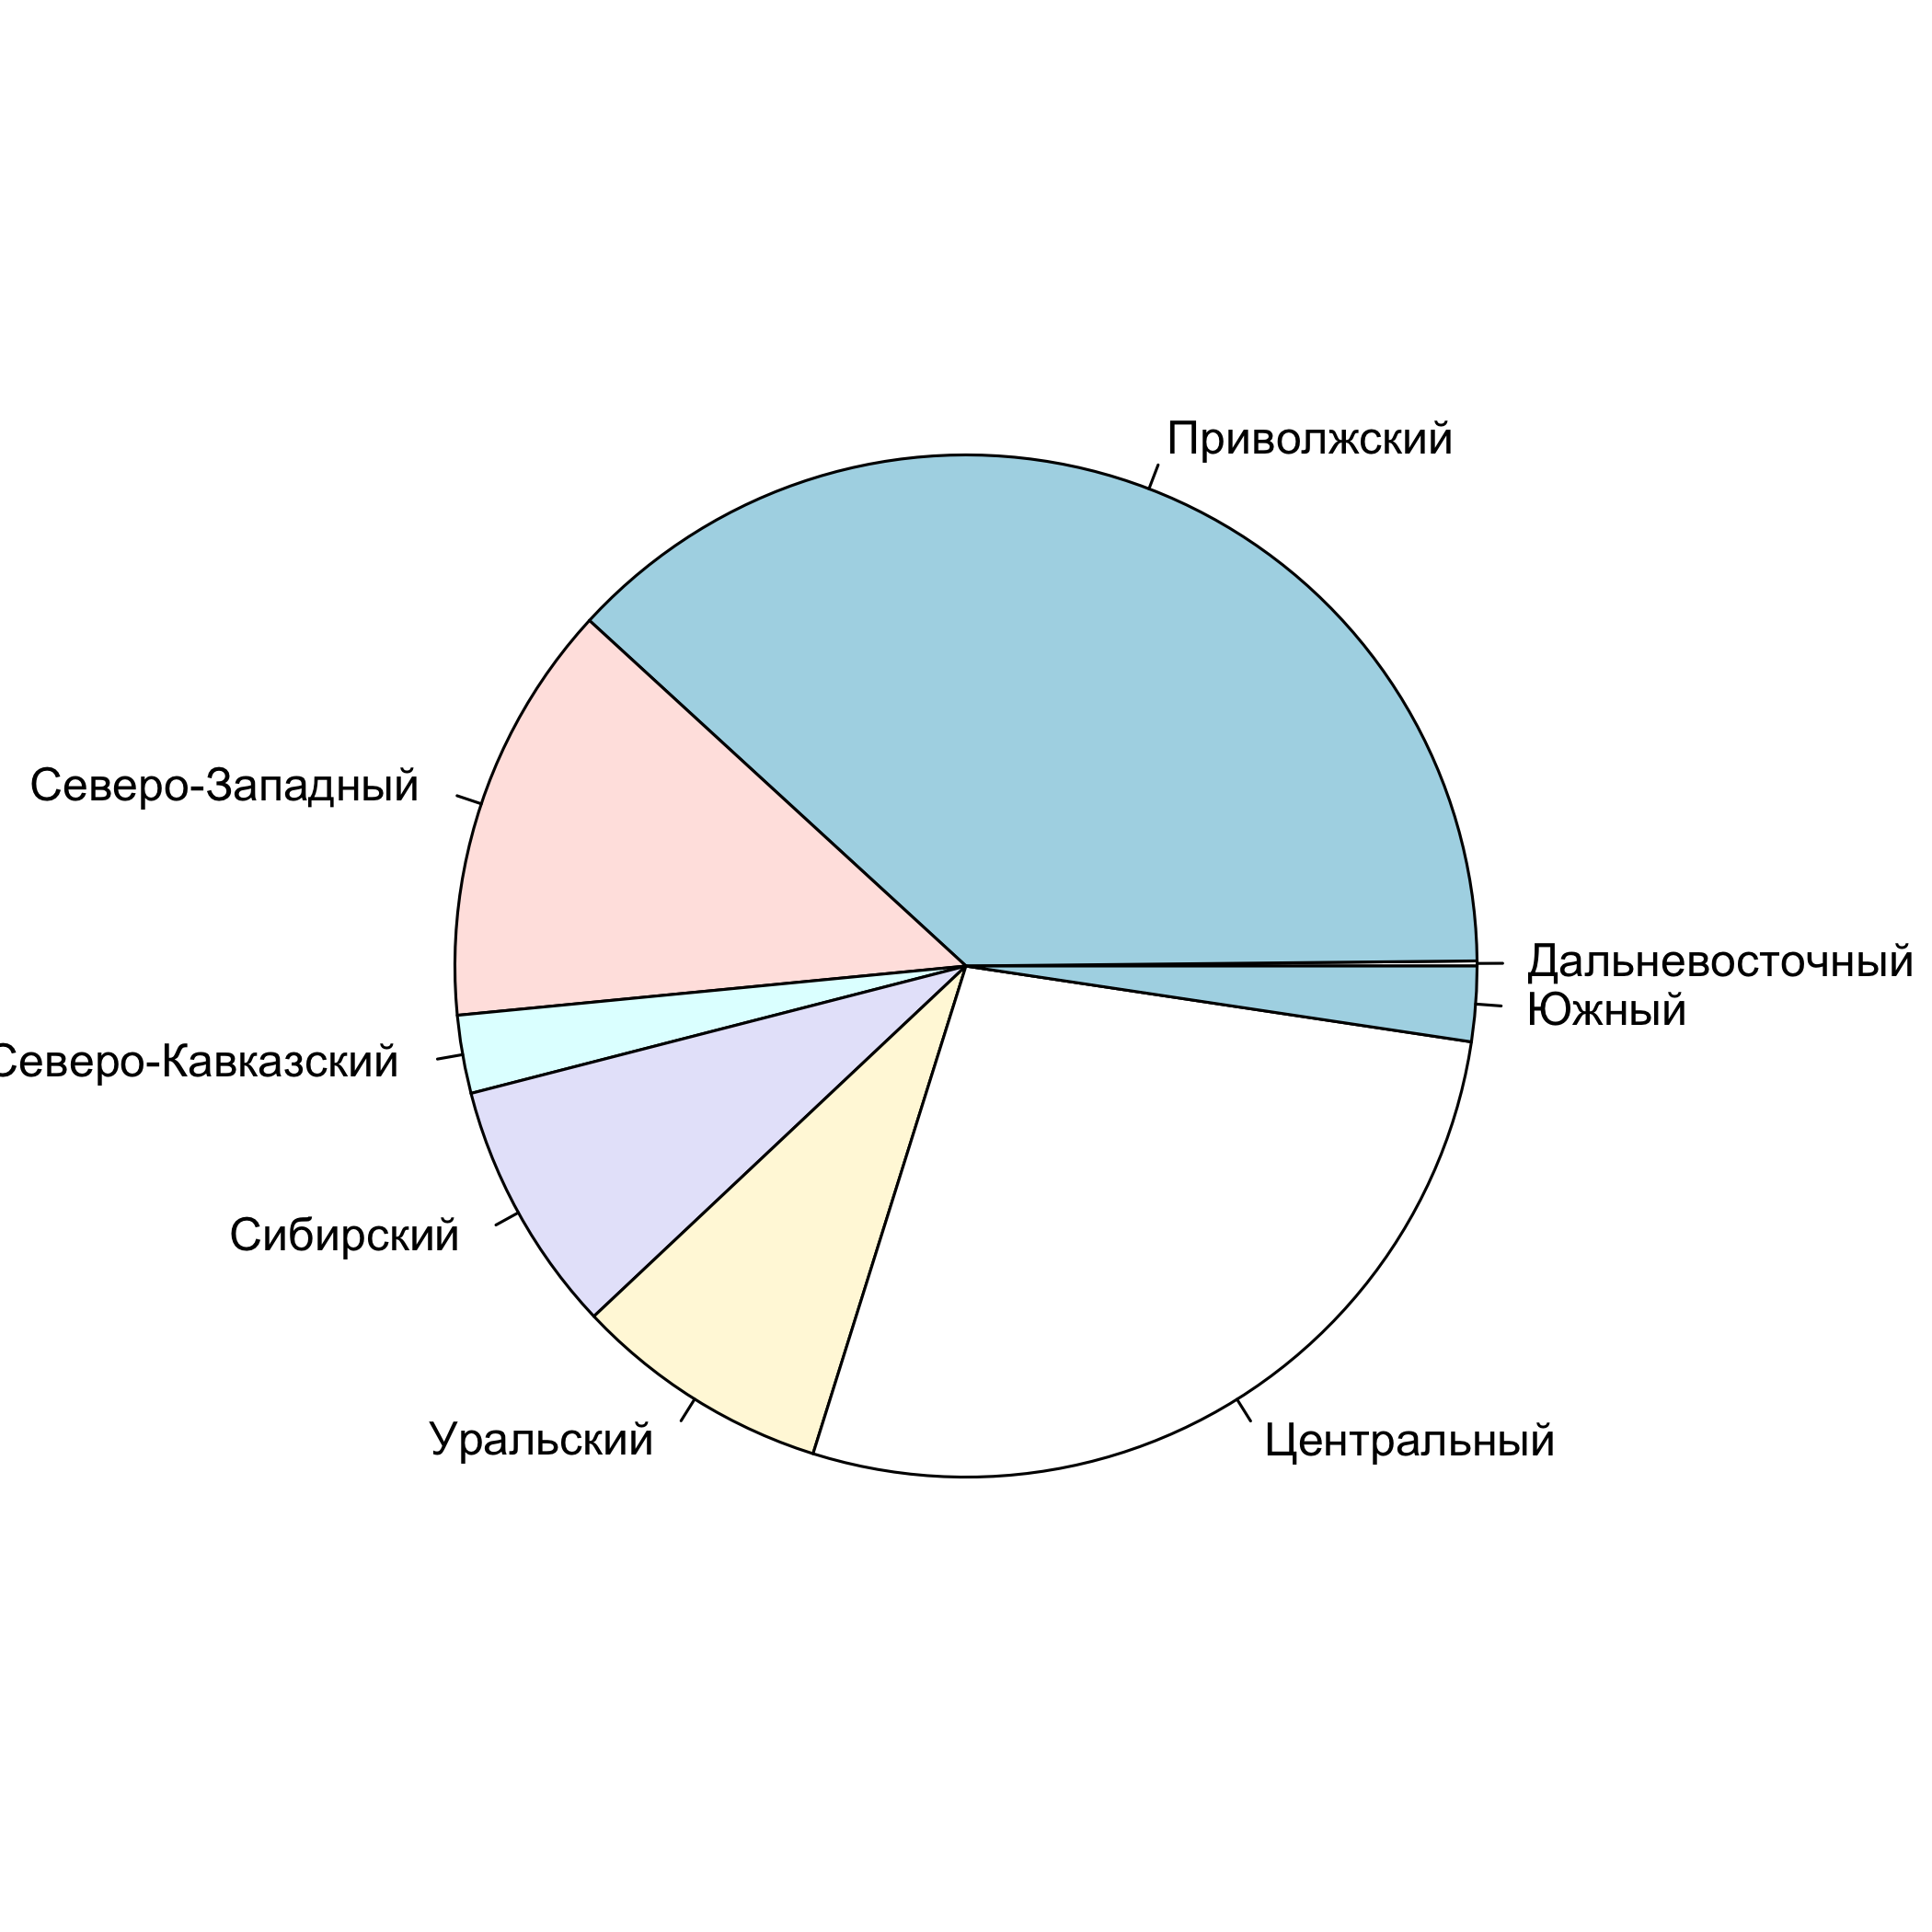 Приволжский
Северо-Западный
Дальневосточный
Южный
Северо-Кавказский
Сибирский
Уральский
Центральный